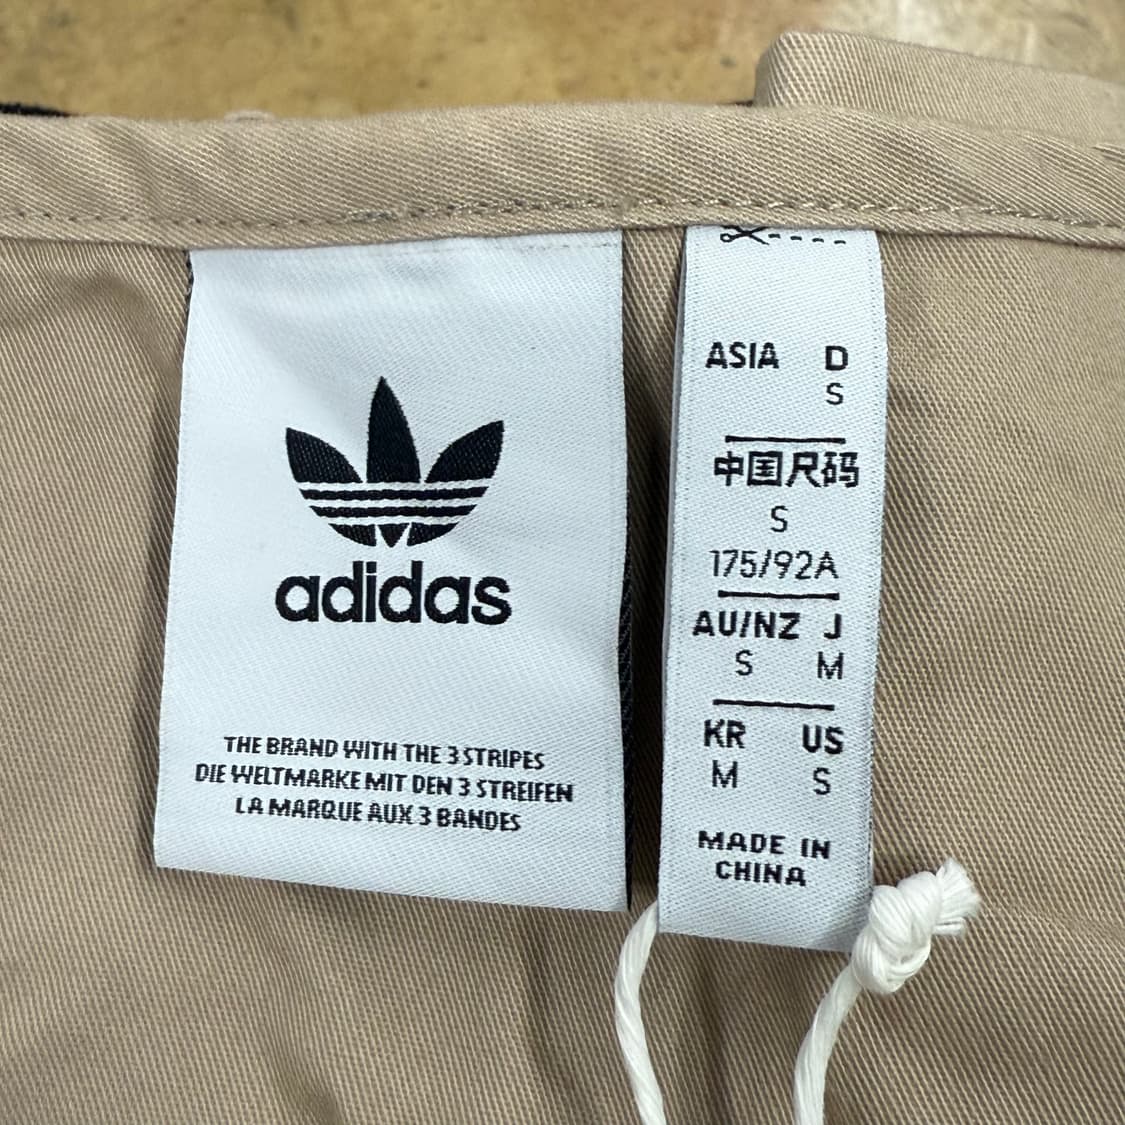 adidas
THE BRAND WITH THE 3 STRIPES
DIE WELTMARKE MIT DEN 3 STREIFEN
LA MARQUE AUX 3 BANDES
ASIA D
S
中国尺码
S
175/92A
AU/NZ J
S M
KR US
M S
MADE IN
CHINA